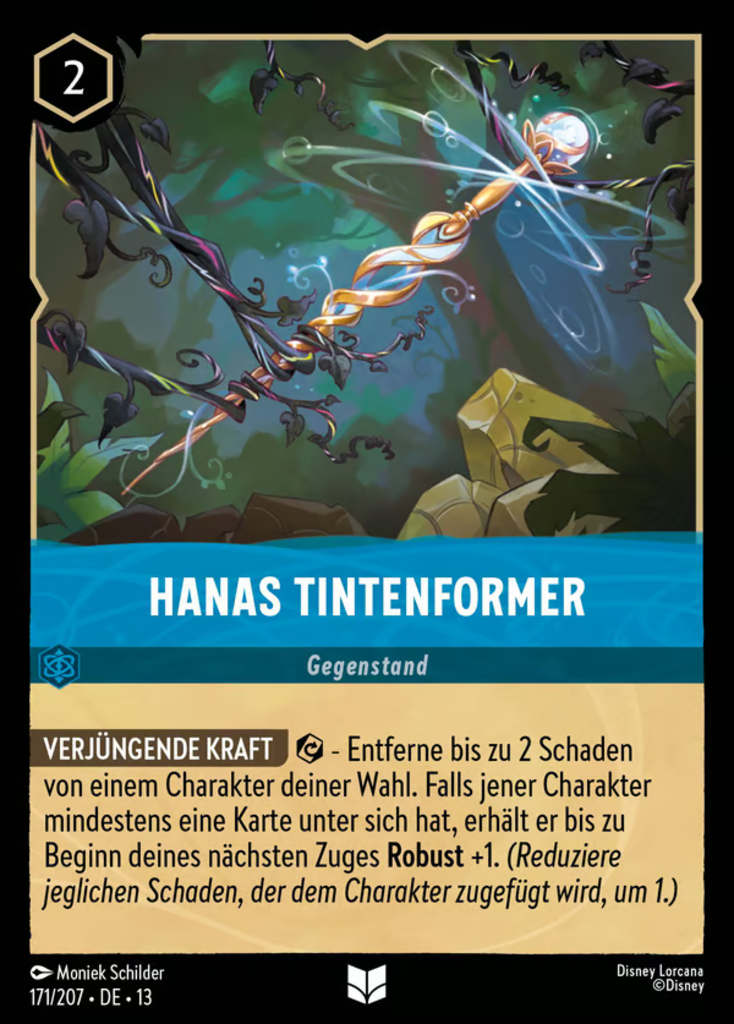 2
HANAS TINTENFORMER
Gegenstand
VERJÜNGENDE KRAFT - Entferne bis zu 2 Schaden
von einem Charakter deiner Wahl. Falls jener Charakter
mindestens eine Karte unter sich hat, erhält er bis zu
Beginn deines nächsten Zuges Robust +1. (Reduziere
jeglichen Schaden, der dem Charakter zugefügt wird, um 1.)
Moniek Schilder
171/207 • DE • 13
Disney Lorcana
©Disney